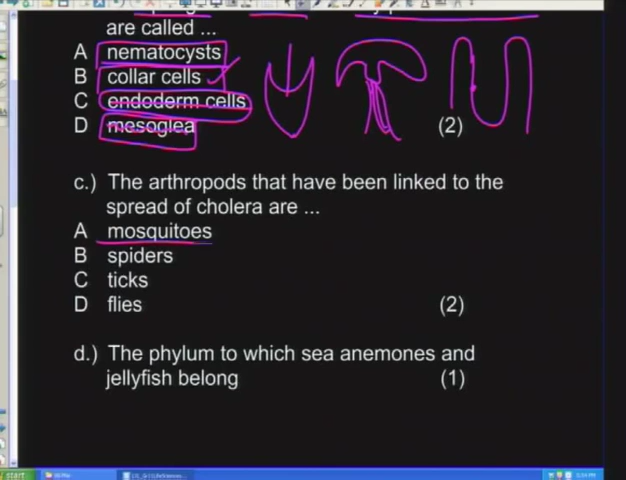 are called ...
A nematocysts
B collar cells
C endoderm cells
D mesoglea (2)
c.) The arthropods that have been linked to the
spread of cholera are ...
A mosquitoes
B spiders
C ticks
D flies (2)
d.) The phylum to which sea anemones and
jellyfish belong (1)
start